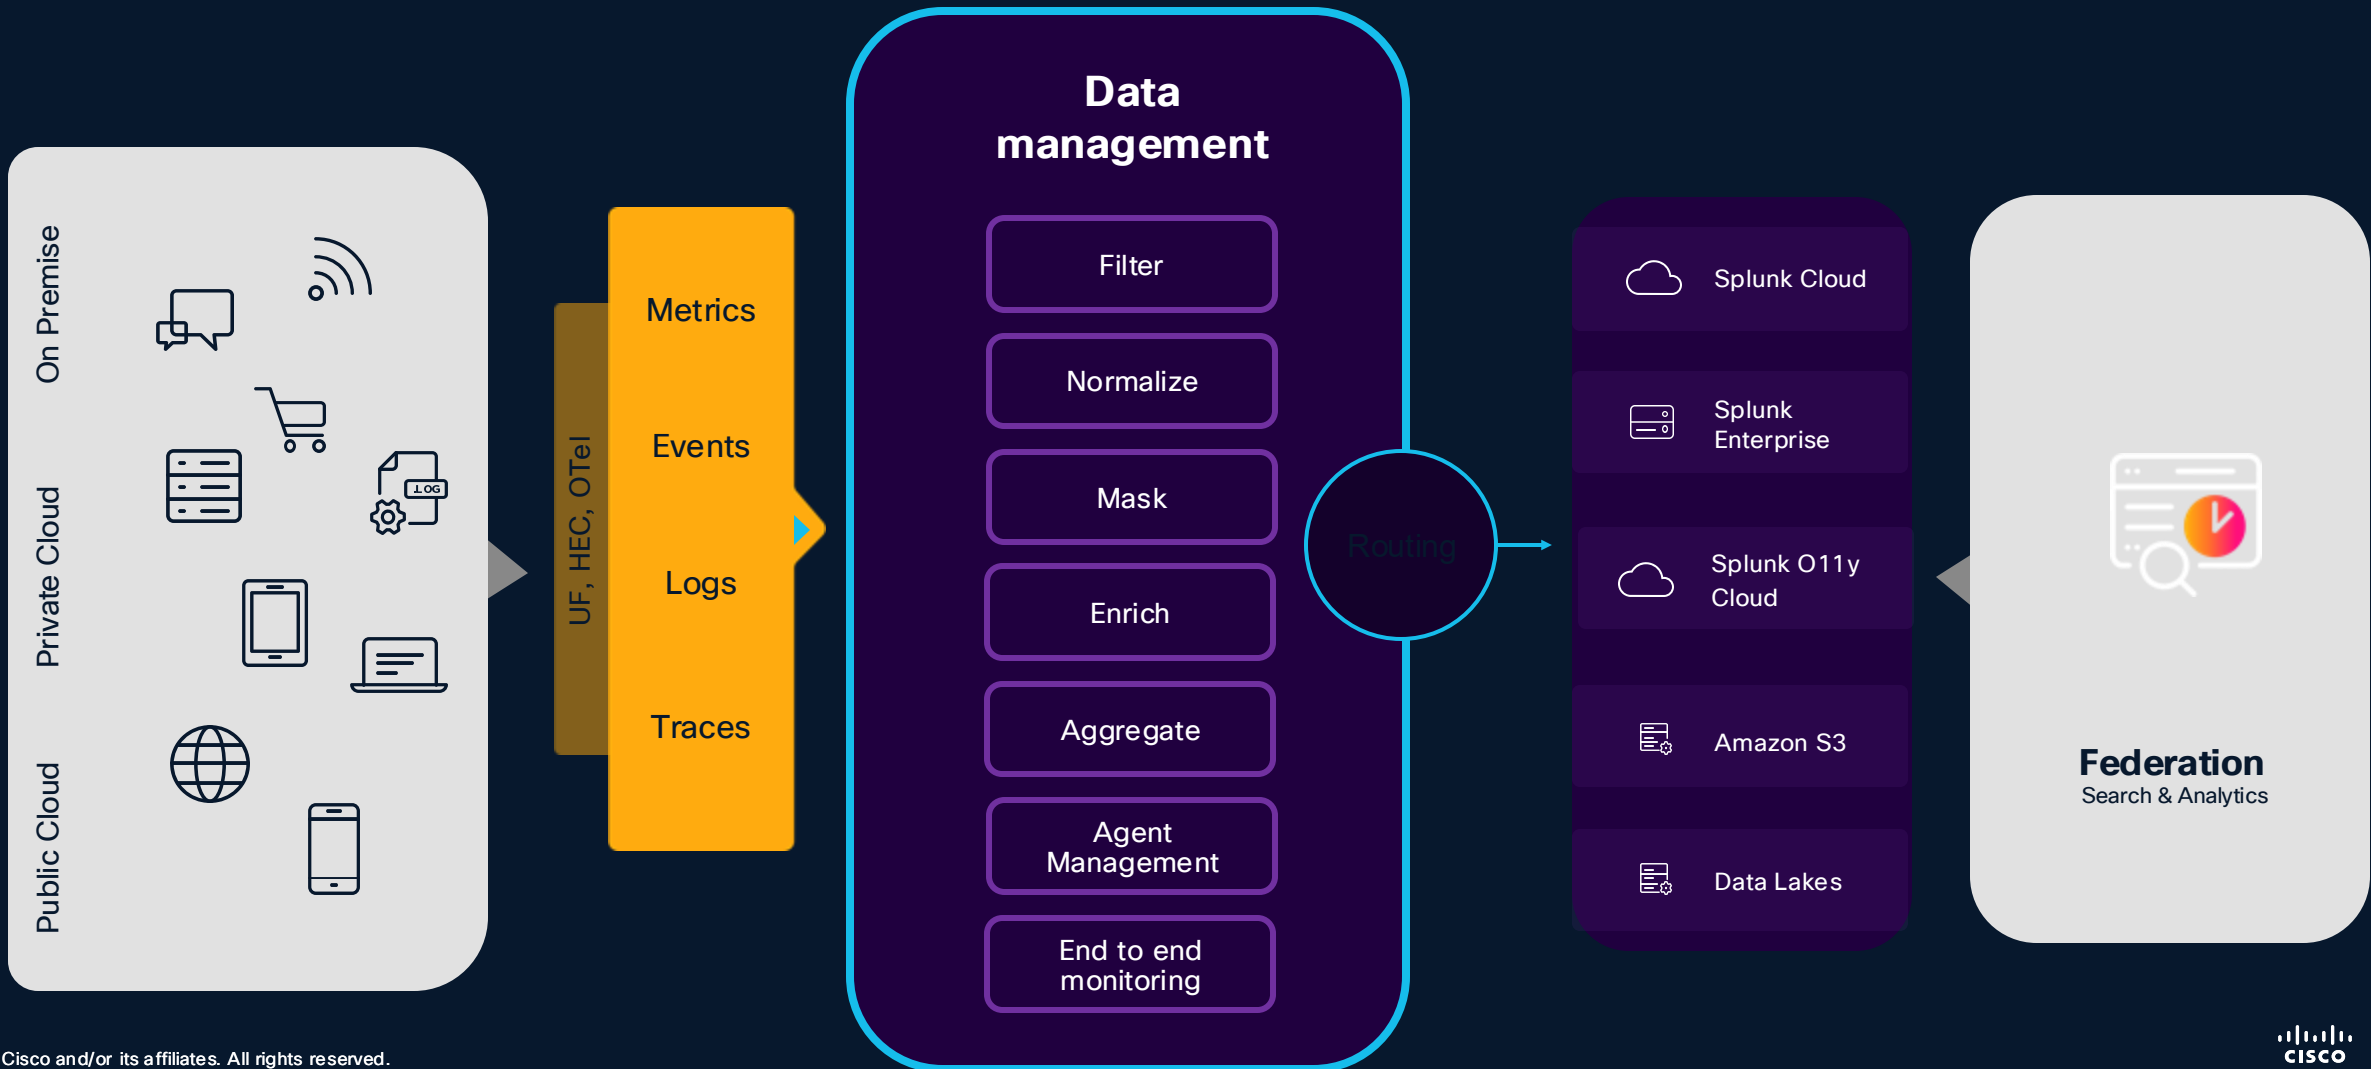 Data
management
On Premise
Private Cloud
Public Cloud
LOG
UF, HEC, OTel
Metrics
Events
Logs
Traces
Filter
Normalize
Mask
Enrich
Aggregate
Agent
Management
End to end
monitoring
Routing
Splunk Cloud
Splunk
Enterprise
Splunk O11y
Cloud
Amazon S3
Data Lakes
Federation
Search & Analytics
Cisco and/or its affiliates. All rights reserved.
CISCO